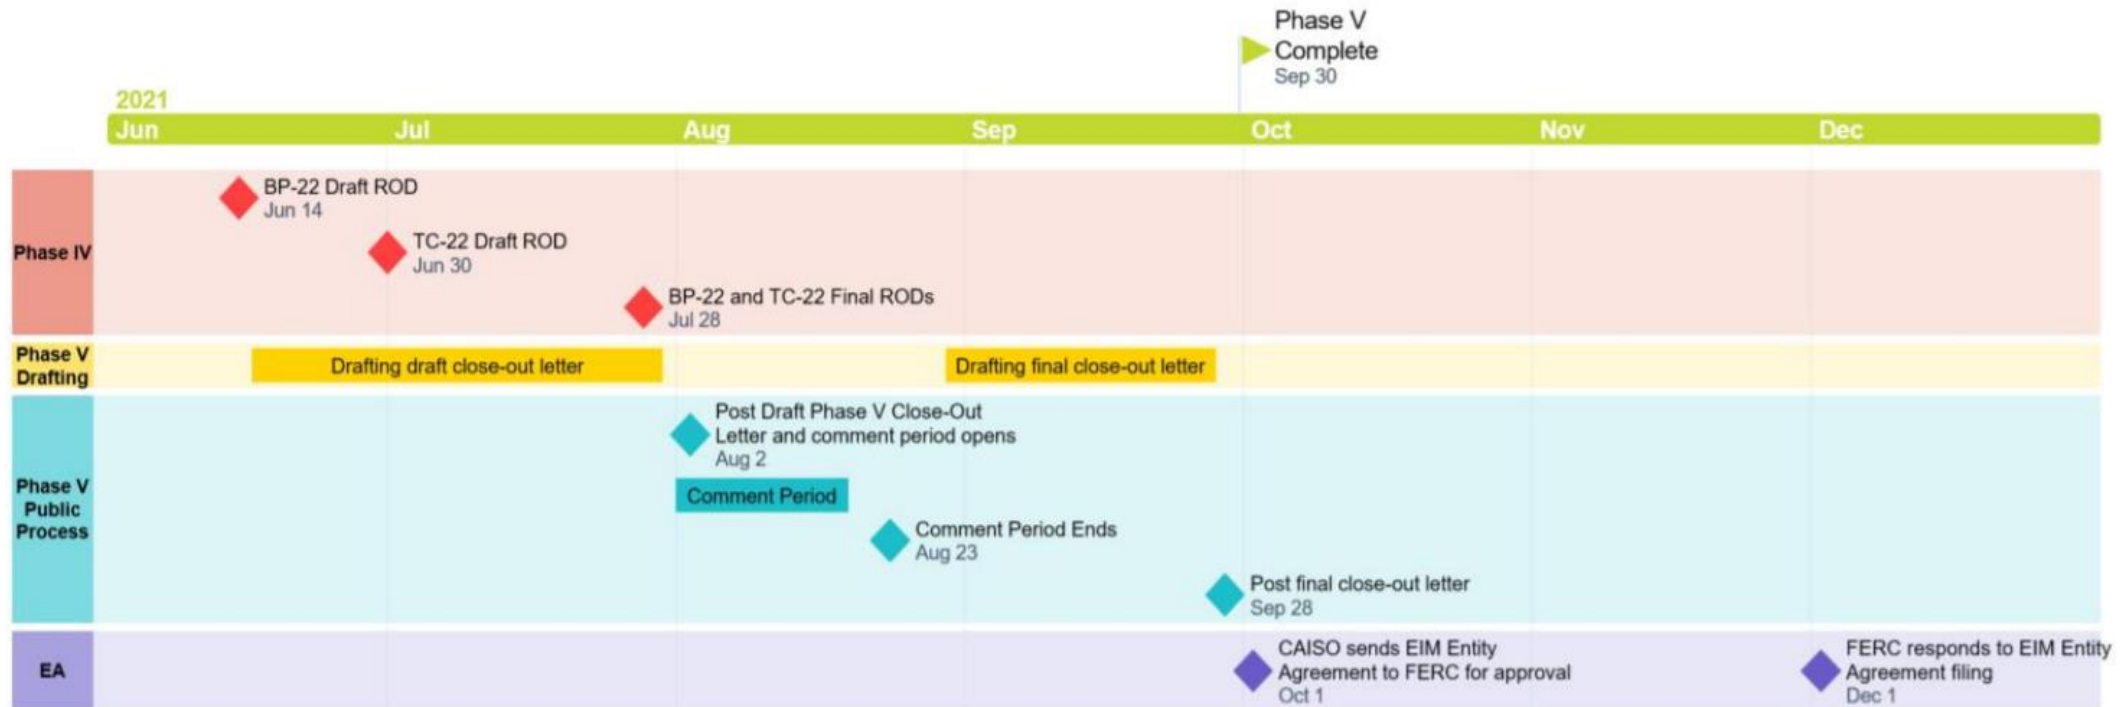 Phase V
Complete
Sep 30
2021
Jun Jul Aug Sep Oct Nov Dec
Phase IV
BP-22 Draft ROD
Jun 14
TC-22 Draft ROD
Jun 30
BP-22 and TC-22 Final RODs
Jul 28
Phase V
Drafting
Drafting draft close-out letter
Drafting final close-out letter
Phase V
Public
Process
Post Draft Phase V Close-Out
Letter and comment period opens
Aug 2
Comment Period
Comment Period Ends
Aug 23
Post final close-out letter
Sep 28
EA
CAISO sends EIM Entity
Agreement to FERC for approval
Oct 1
FERC responds to EIM Entity
Agreement filing
Dec 1